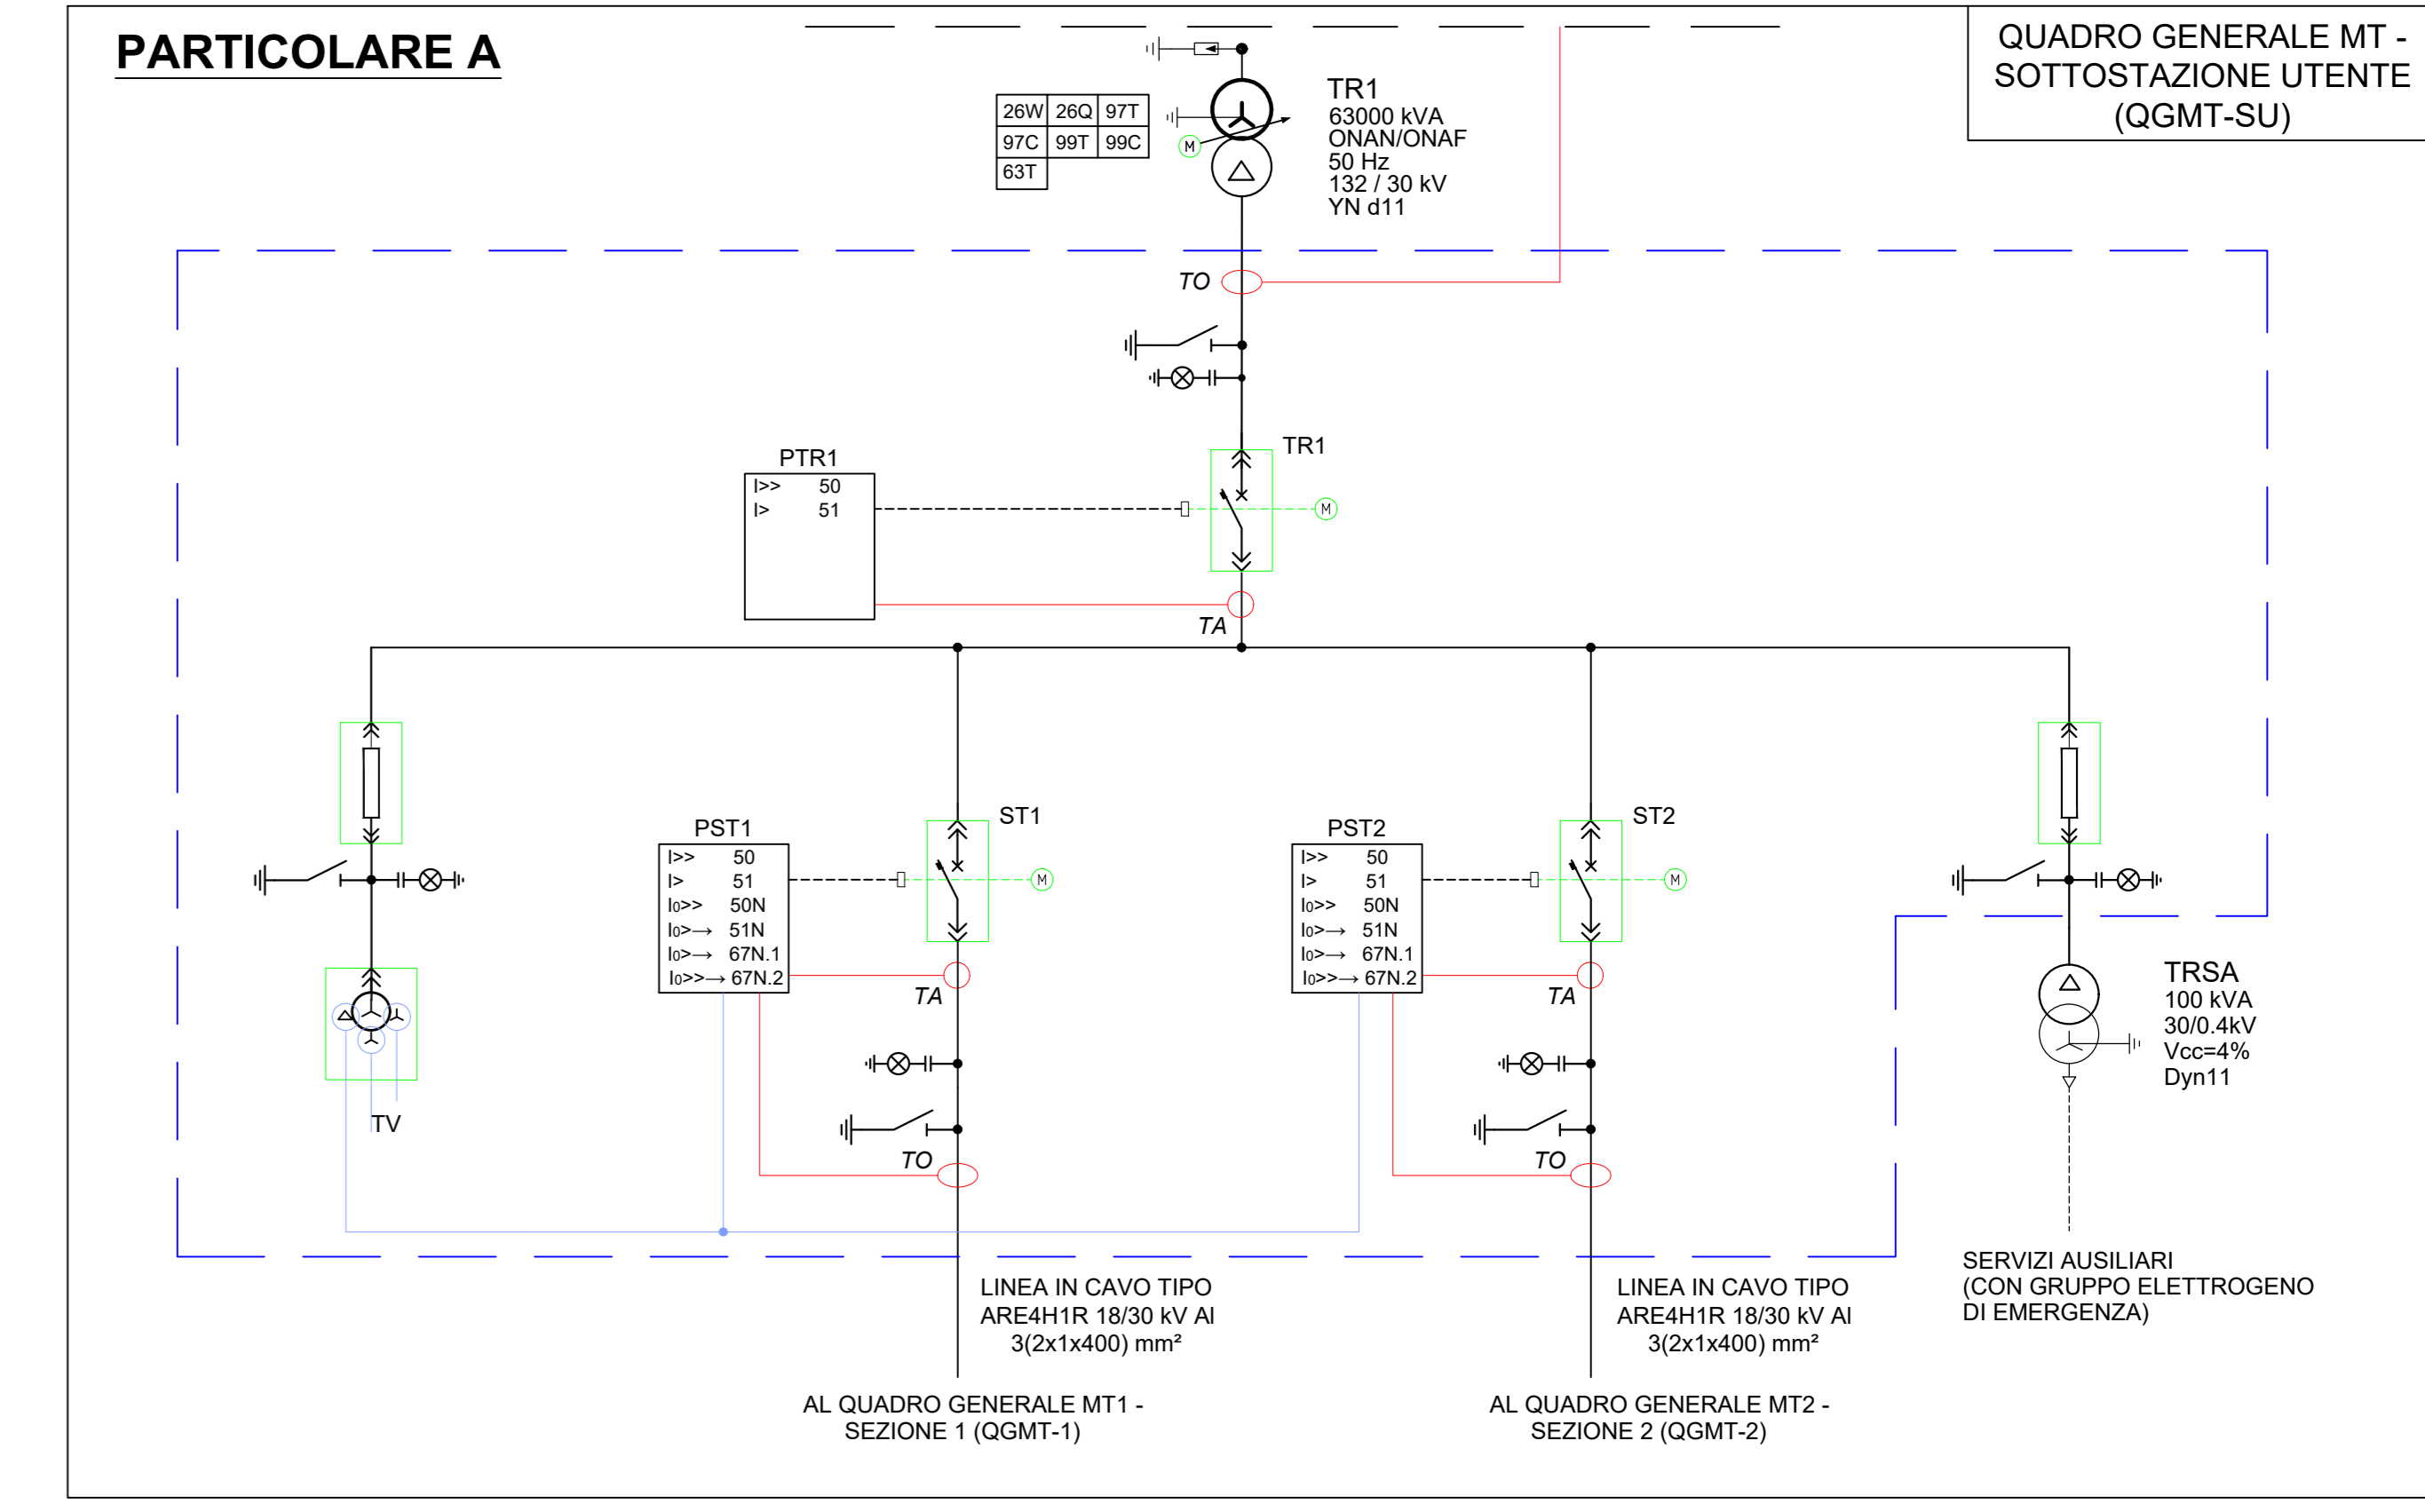 PARTICOLARE A
QUADRO GENERALE MT -
SOTTOSTAZIONE UTENTE
(QGMT-SU)
26W 26Q 97T
97C 99T 99C
63T
M
TR1
63000 kVA
ONAN/ONAF
50 Hz
132 / 30 kV
YN d11
TO
TR1
PTR1
I>> 50
I> 51
M
TA
ST1
PST1
I>> 50
I> 51
I0>> 50N
I0>→ 51N
I0>→ 67N.1
I0>>→ 67N.2
M
TA
TO
ST2
PST2
I>> 50
I> 51
I0>> 50N
I0>→ 51N
I0>→ 67N.1
I0>>→ 67N.2
M
TA
TO
TV
TRSA
100 kVA
30/0.4kV
Vcc=4%
Dyn11
LINEA IN CAVO TIPO
ARE4H1R 18/30 kV Al
3(2x1x400) mm²
LINEA IN CAVO TIPO
ARE4H1R 18/30 kV Al
3(2x1x400) mm²
SERVIZI AUSILIARI
(CON GRUPPO ELETTROGENO
DI EMERGENZA)
AL QUADRO GENERALE MT1 -
SEZIONE 1 (QGMT-1)
AL QUADRO GENERALE MT2 -
SEZIONE 2 (QGMT-2)